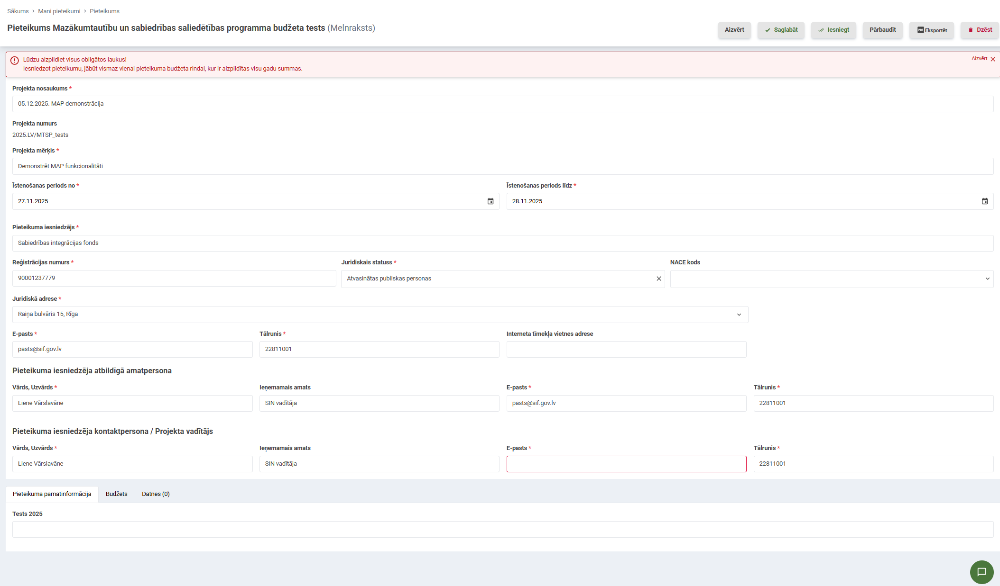 Sākums › Mani pieteikumi › Pieteikums
Pieteikums Mazākumtautību un sabiedrības saliedētības programma budžeta tests (Melnraksts)
Aizvērt Saglabāt Iesniegt Pārbaudīt PDF Eksportēt Dzēst
Lūdzu aizpildiet visus obligātos laukus!
Iesniedzot pieteikumu, jābūt vismaz vienai pieteikuma budžeta rindai, kur ir aizpildītas visu gadu summas.
Aizvērt
Projekta nosaukums *
05.12.2025. MAP demonstrācija
Projekta numurs
2025.LV/MTSP_tests
Projekta mērķis *
Demonstrēt MAP funkcionalitāti
Īstenošanas periods no * Īstenošanas periods līdz *
27.11.2025 28.11.2025
Pieteikuma iesniedzējs *
Sabiedrības integrācijas fonds
Reģistrācijas numurs * Juridiskais statuss * NACE kods
90001237779 Atvasinātas publiskas personas
Juridiskā adrese *
Raiņa bulvāris 15, Rīga
E-pasts * Tālrunis * Interneta tīmekļa vietnes adrese
pasts@sif.gov.lv 22811001
Pieteikuma iesniedzēja atbildīgā amatpersona
Vārds, Uzvārds * Ieņemamais amats E-pasts * Tālrunis *
Liene Vārslavāne SIN vadītāja pasts@sif.gov.lv 22811001
Pieteikuma iesniedzēja kontaktpersona / Projekta vadītājs
Vārds, Uzvārds * Ieņemamais amats E-pasts * Tālrunis *
Liene Vārslavāne SIN vadītāja 22811001
Pieteikuma pamatinformācija Budžets Datnes (0)
Tests 2025